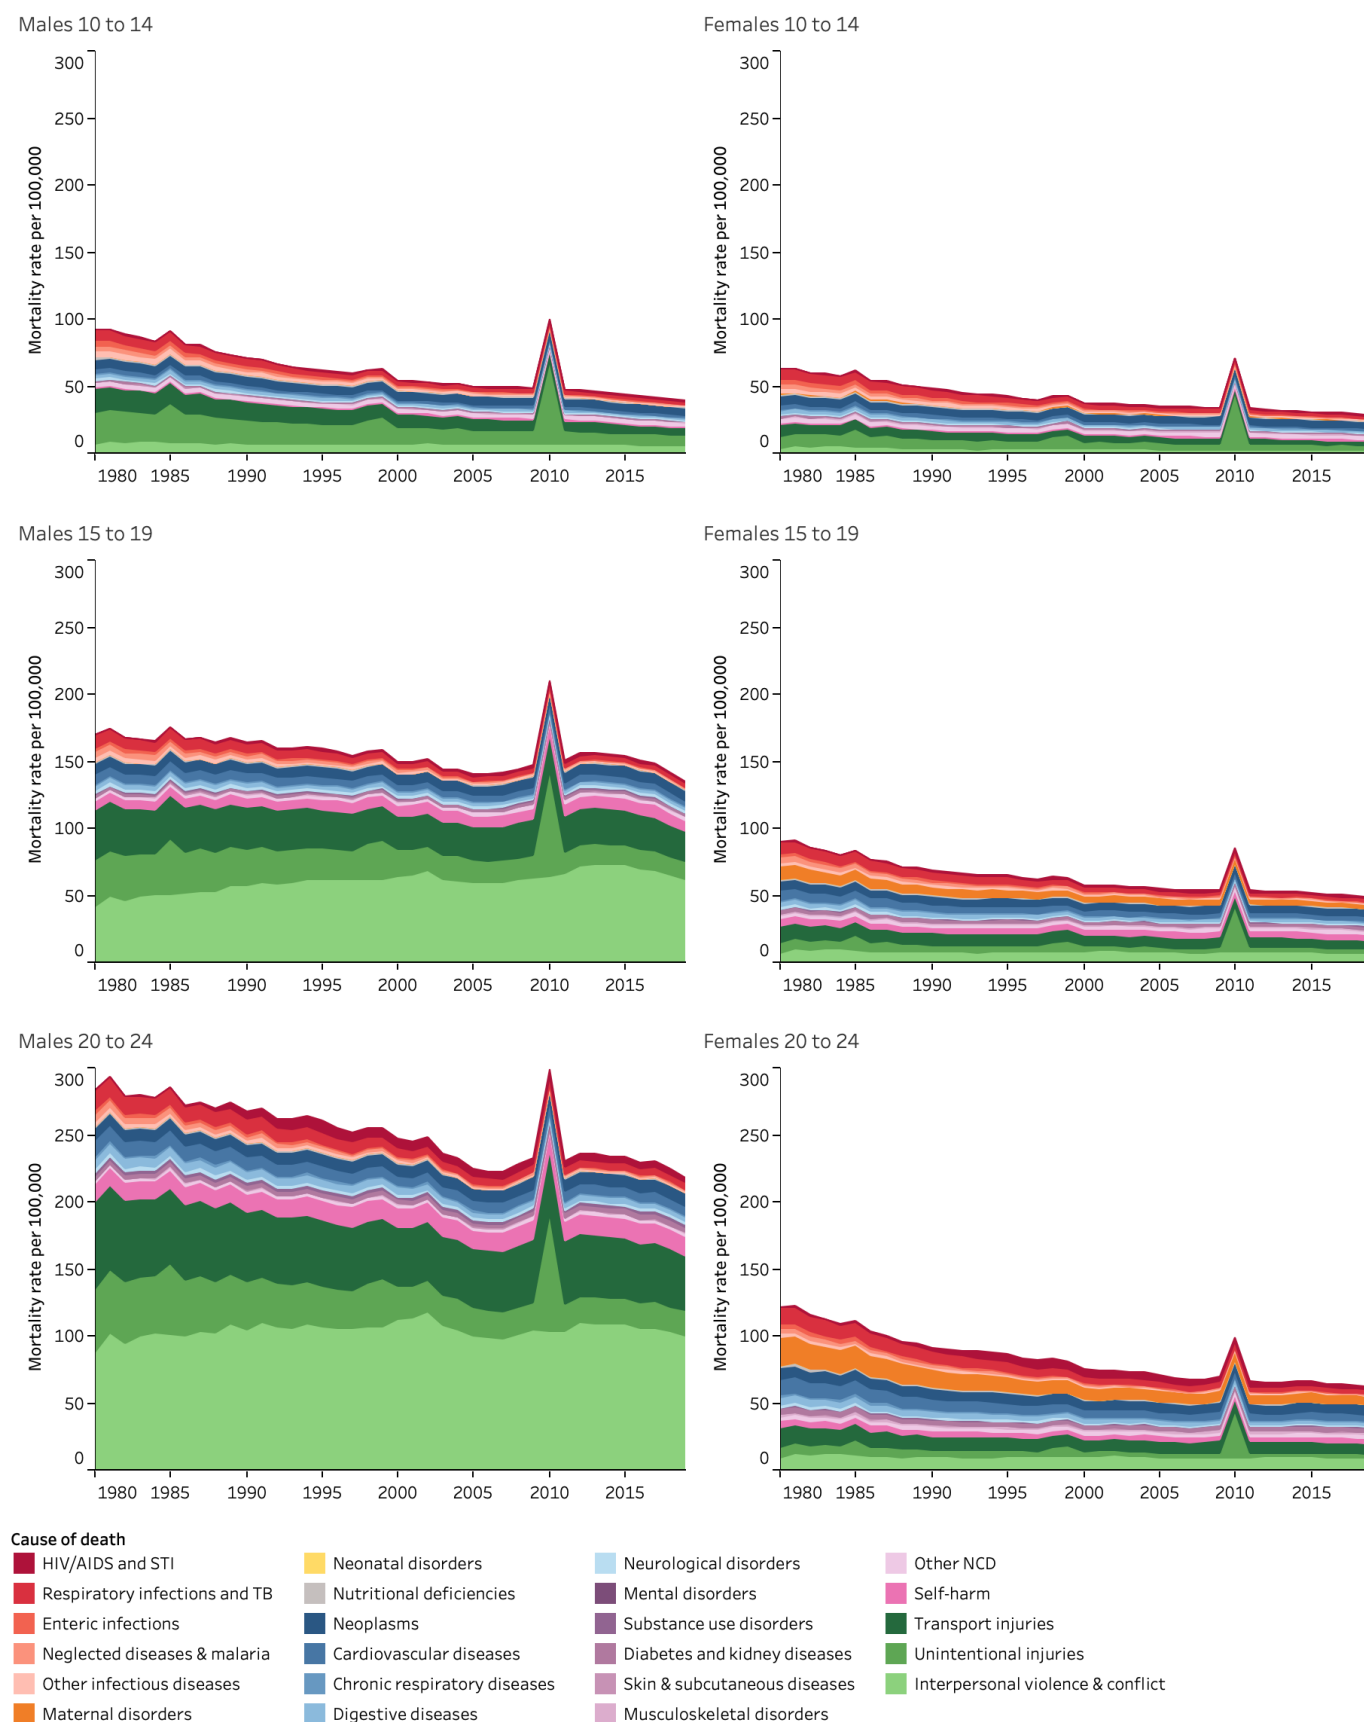 Males 10 to 14
Females 10 to 14
Mortality rate per 100,000
300
250
200
150
100
50
0
1980 1985 1990 1995 2000 2005 2010 2015
Mortality rate per 100,000
300
250
200
150
100
50
0
1980 1985 1990 1995 2000 2005 2010 2015
Males 15 to 19
Females 15 to 19
Mortality rate per 100,000
300
250
200
150
100
50
0
1980 1985 1990 1995 2000 2005 2010 2015
Mortality rate per 100,000
300
250
200
150
100
50
0
1980 1985 1990 1995 2000 2005 2010 2015
Males 20 to 24
Females 20 to 24
Mortality rate per 100,000
300
250
200
150
100
50
0
1980 1985 1990 1995 2000 2005 2010 2015
Mortality rate per 100,000
300
250
200
150
100
50
0
1980 1985 1990 1995 2000 2005 2010 2015
Cause of death
HIV/AIDS and STI
Respiratory infections and TB
Enteric infections
Neglected diseases & malaria
Other infectious diseases
Maternal disorders
Neonatal disorders
Nutritional deficiencies
Neoplasms
Cardiovascular diseases
Chronic respiratory diseases
Digestive diseases
Neurological disorders
Mental disorders
Substance use disorders
Diabetes and kidney diseases
Skin & subcutaneous diseases
Musculoskeletal disorders
Other NCD
Self-harm
Transport injuries
Unintentional injuries
Interpersonal violence & conflict